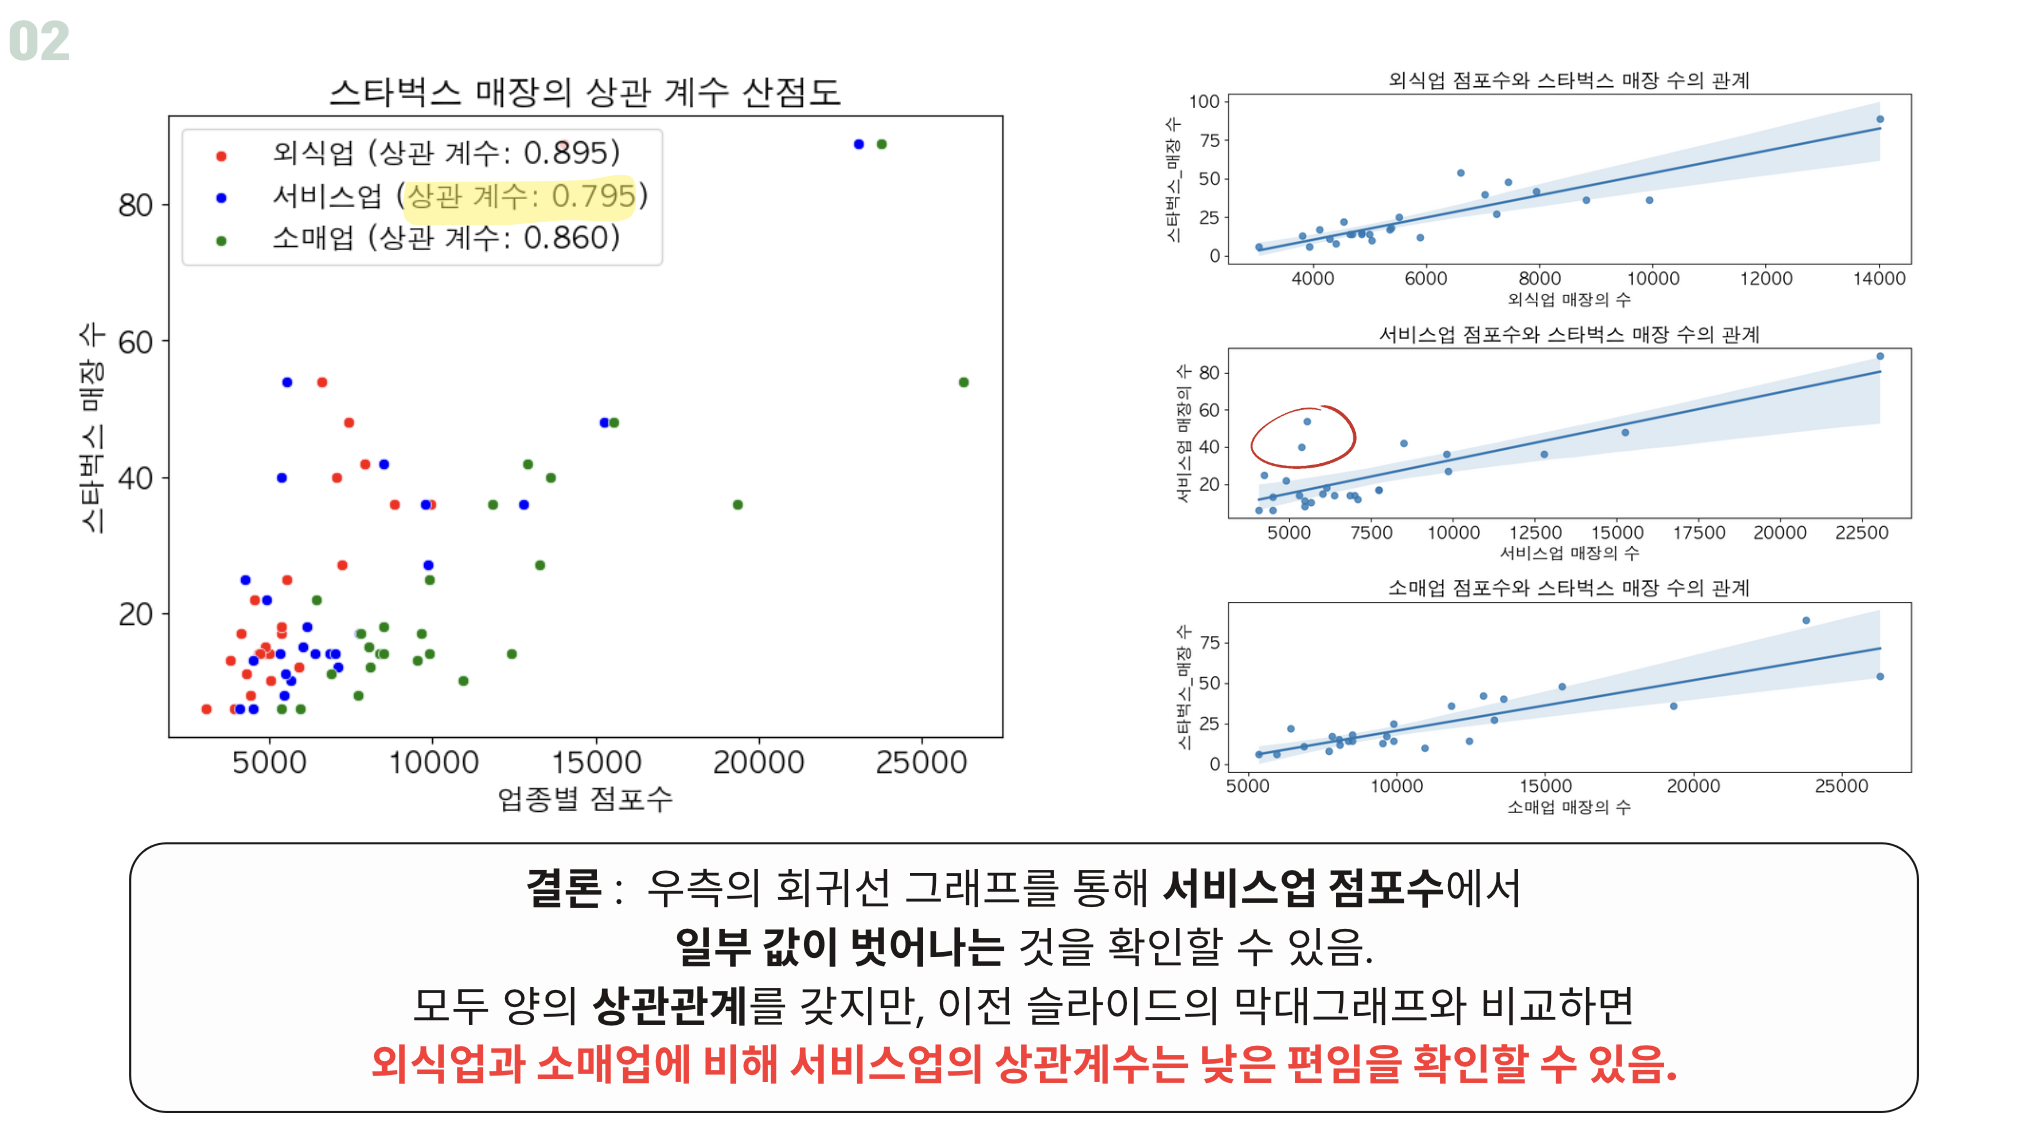 02
스타벅스 매장의 상관 계수 산점도
외식업 (상관 계수: 0.895)
서비스업 (상관 계수: 0.795)
소매업 (상관 계수: 0.860)
스타벅스 매장 수
80
60
40
20
5000 10000 15000 20000 25000
업종별 점포수
외식업 점포수와 스타벅스 매장 수의 관계
스타벅스_매장 수
100
75
50
25
0
4000 6000 8000 10000 12000 14000
외식업 매장의 수
서비스업 점포수와 스타벅스 매장 수의 관계
서비스업 매장의 수
80
60
40
20
5000 7500 10000 12500 15000 17500 20000 22500
서비스업 매장의 수
소매업 점포수와 스타벅스 매장 수의 관계
스타벅스_매장 수
75
50
25
0
5000 10000 15000 20000 25000
소매업 매장의 수
결론 : 우측의 회귀선 그래프를 통해 서비스업 점포수에서
일부 값이 벗어나는 것을 확인할 수 있음.
모두 양의 상관관계를 갖지만, 이전 슬라이드의 막대그래프와 비교하면
외식업과 소매업에 비해 서비스업의 상관계수는 낮은 편임을 확인할 수 있음.